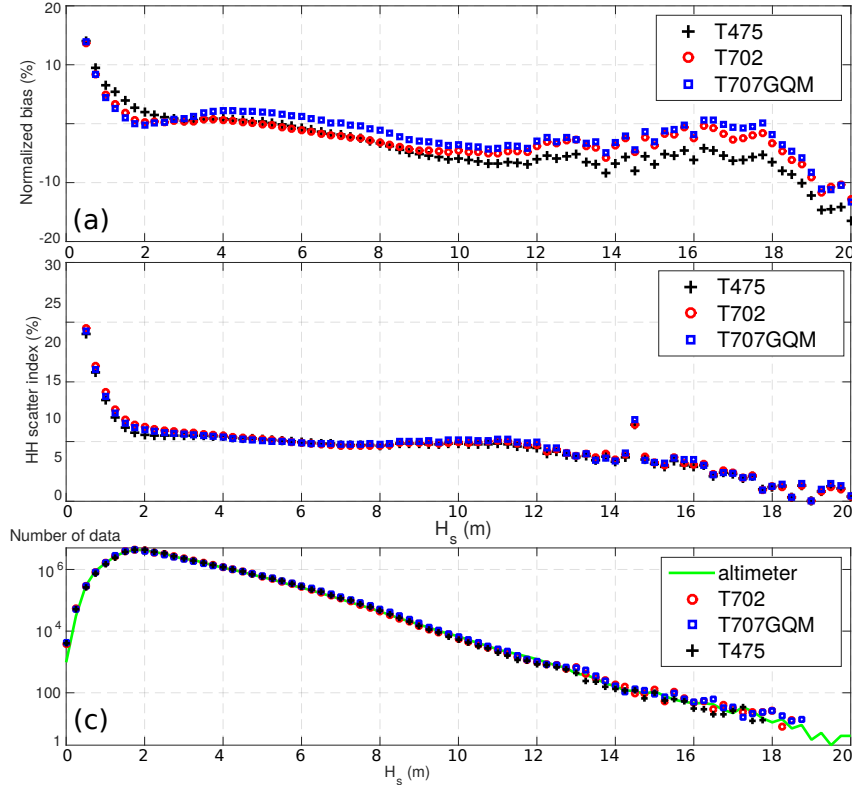 20
10
-10
-20
Normalized bias (%)
(a)
T475
T702
T707GQM
0 2 4 6 8 10 12 14 16 18 20
30
25
20
15
10
5
0
HH scatter index (%)
T475
T702
T707GQM
0 2 4 6 8 10 12 14 16 18 20
H_s (m)
Number of data
10^6
10^4
100
1
(c)
altimeter
T702
T707GQM
T475
0 2 4 6 8 10 12 14 16 18 20
H_s (m)